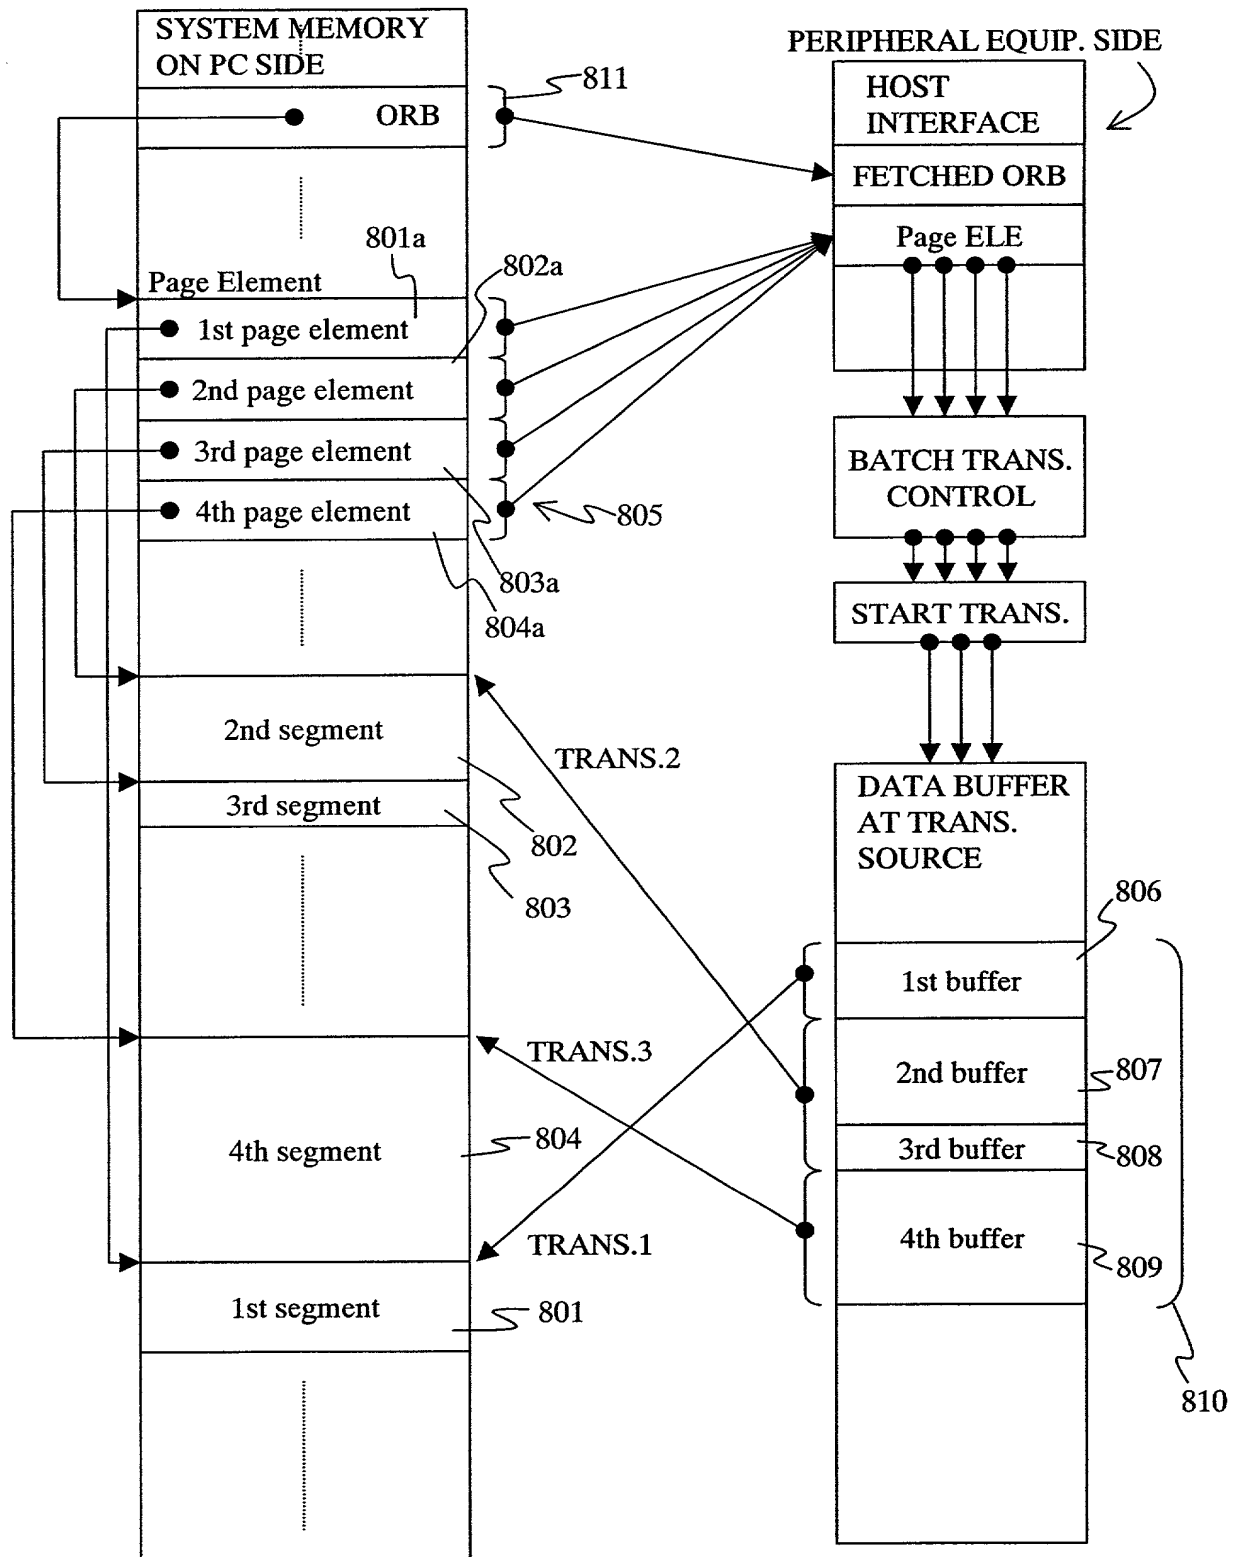 SYSTEM MEMORY
ON PC SIDE
ORB
811
PERIPHERAL EQUIP. SIDE
HOST
INTERFACE
FETCHED ORB
Page ELE
801a
802a
Page Element
1st page element
2nd page element
3rd page element
4th page element
805
803a
804a
BATCH TRANS.
CONTROL
START TRANS.
2nd segment
3rd segment
802
803
TRANS.2
DATA BUFFER
AT TRANS.
SOURCE
806
1st buffer
2nd buffer
807
3rd buffer
808
4th buffer
809
810
TRANS.3
4th segment
804
TRANS.1
1st segment
801